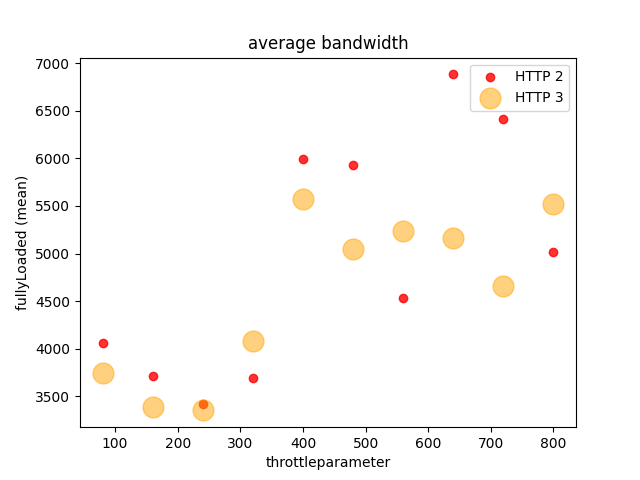 average bandwidth
7000
6500
6000
5500
5000
4500
4000
3500
fullyLoaded (mean)
HTTP 2
HTTP 3
100 200 300 400 500 600 700 800
throttleparameter